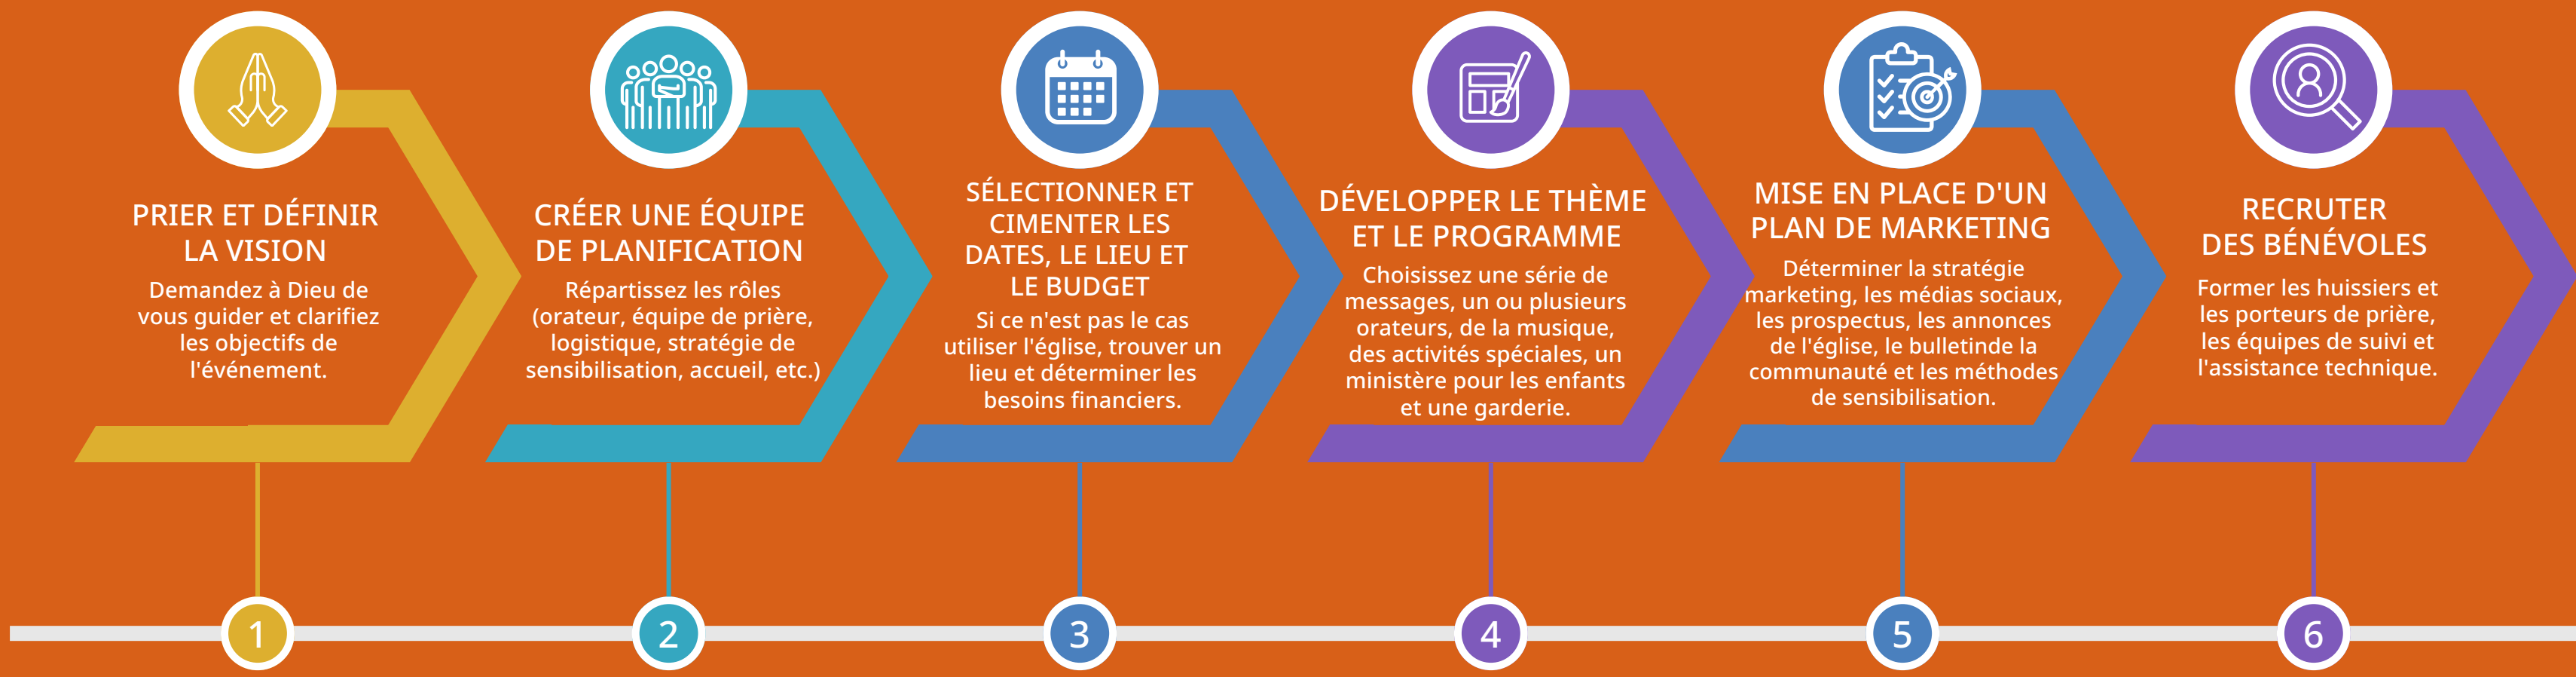 PRIER ET DÉFINIR
LA VISION
Demandez à Dieu de
vous guider et clarifiez
les objectifs de
l'événement.
CRÉER UNE ÉQUIPE
DE PLANIFICATION
Répartissez les rôles
(orateur, équipe de prière,
logistique, stratégie de
sensibilisation, accueil, etc.)
SÉLECTIONNER ET
CIMENTER LES
DATES, LE LIEU ET
LE BUDGET
Si ce n'est pas le cas
utiliser l'église, trouver un
lieu et déterminer les
besoins financiers.
DÉVELOPPER LE THÈME
ET LE PROGRAMME
Choisissez une série de
messages, un ou plusieurs
orateurs, de la musique,
des activités spéciales, un
ministère pour les enfants
et une garderie.
MISE EN PLACE D'UN
PLAN DE MARKETING
Déterminer la stratégie
marketing, les médias sociaux,
les prospectus, les annonces
de l'église, le bulletinde la
communauté et les méthodes
de sensibilisation.
RECRUTER
DES BÉNÉVOLES
Former les huissiers et
les porteurs de prière,
les équipes de suivi et
l'assistance technique.
1
2
3
4
5
6